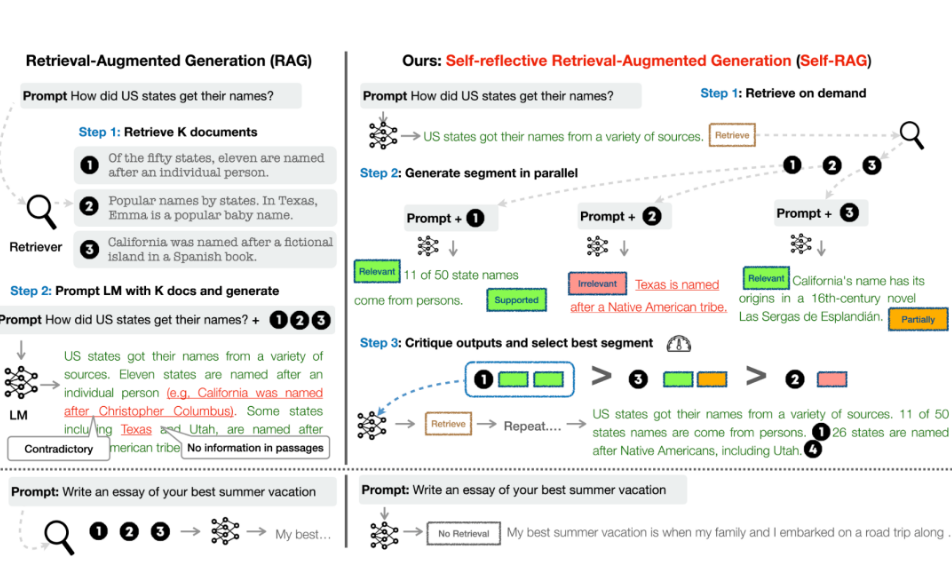 Retrieval-Augmented Generation (RAG)
Prompt How did US states get their names?
Step 1: Retrieve K documents
1 Of the fifty states, eleven are named
after an individual person.
2 Popular names by states. In Texas,
Emma is a popular baby name.
Retriever
3 California was named after a fictional
island in a Spanish book.
Step 2: Prompt LM with K docs and generate
Prompt How did US states get their names? + 1 2 3
US states got their names from a variety of
sources. Eleven states are named after an
individual person (e.g. California was named
after Christopher Columbus). Some states
including Texas and Utah, are named after
LM
Contradictory
merican tribe
No information in passages
Prompt: Write an essay of your best summer vacation
1 2 3
My best...
Ours: Self-reflective Retrieval-Augmented Generation (Self-RAG)
Prompt How did US states get their names?
Step 1: Retrieve on demand
US states got their names from a variety of sources. Retrieve
1 2 3
Step 2: Generate segment in parallel
Prompt + 1
Prompt + 2
Prompt + 3
Relevant 11 of 50 state names
come from persons. Supported
Irrelevant Texas is named
after a Native American tribe.
Relevant California's name has its
origins in a 16th-century novel
Las Sergas de Esplandián. Partially
Step 3: Critique outputs and select best segment
1 > 3 > 2
Retrieve
Repeat....
US states got their names from a variety of sources. 11 of 50
states names are come from persons. 1 26 states are named
after Native Americans, including Utah. 4
Prompt: Write an essay of your best summer vacation
No Retrieval
My best summer vacation is when my family and I embarked on a road trip along .